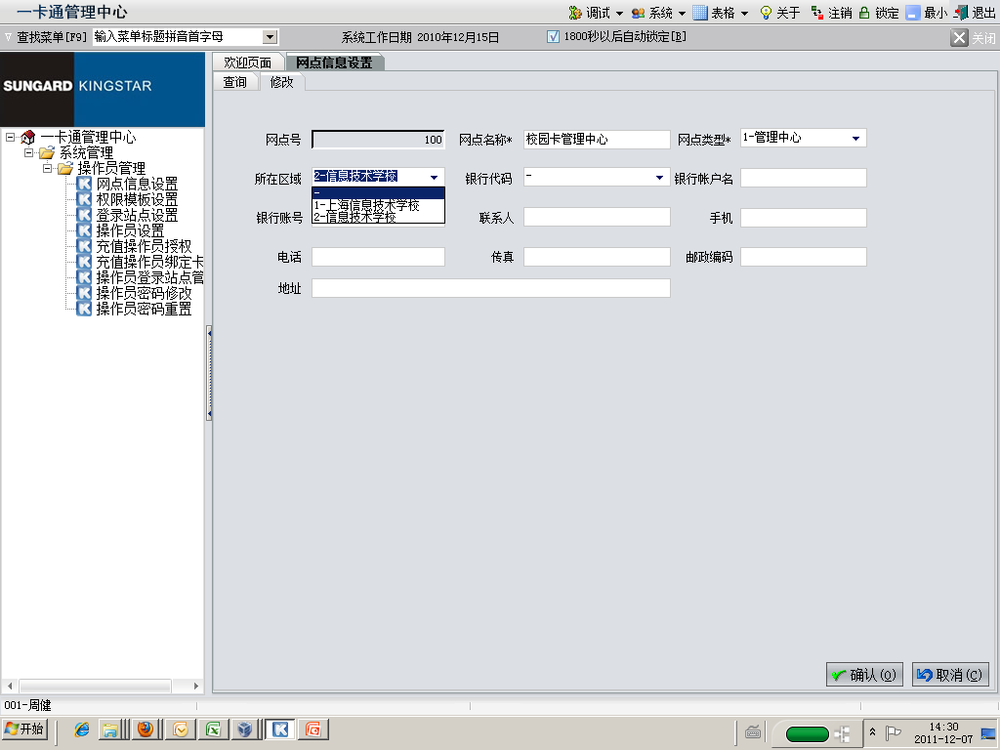 一卡通管理中心
调试 系统 表格 关于 注销 锁定 最小 退出
查找菜单[F9] 输入菜单标题拼音首字母 系统工作日期 2010年12月15日 1800秒以后自动锁定[B] 关闭
SUNGARD KINGSTAR
一卡通管理中心
系统管理
操作员管理
网点信息设置
权限模板设置
登录站点设置
操作员设置
充值操作员授权
充值操作员绑定卡
操作员登录站点管
操作员密码修改
操作员密码重置
欢迎页面 网点信息设置
查询 修改
网点号 100 网点名称* 校园卡管理中心 网点类型* 1-管理中心
所在区域 2-信息技术学校 银行代码 - 银行帐户名
-
1-上海信息技术学校
2-信息技术学校
银行账号 联系人 手机
电话 传真 邮政编码
地址
确认(O) 取消(C)
001-周健
开始 14:30
2011-12-07